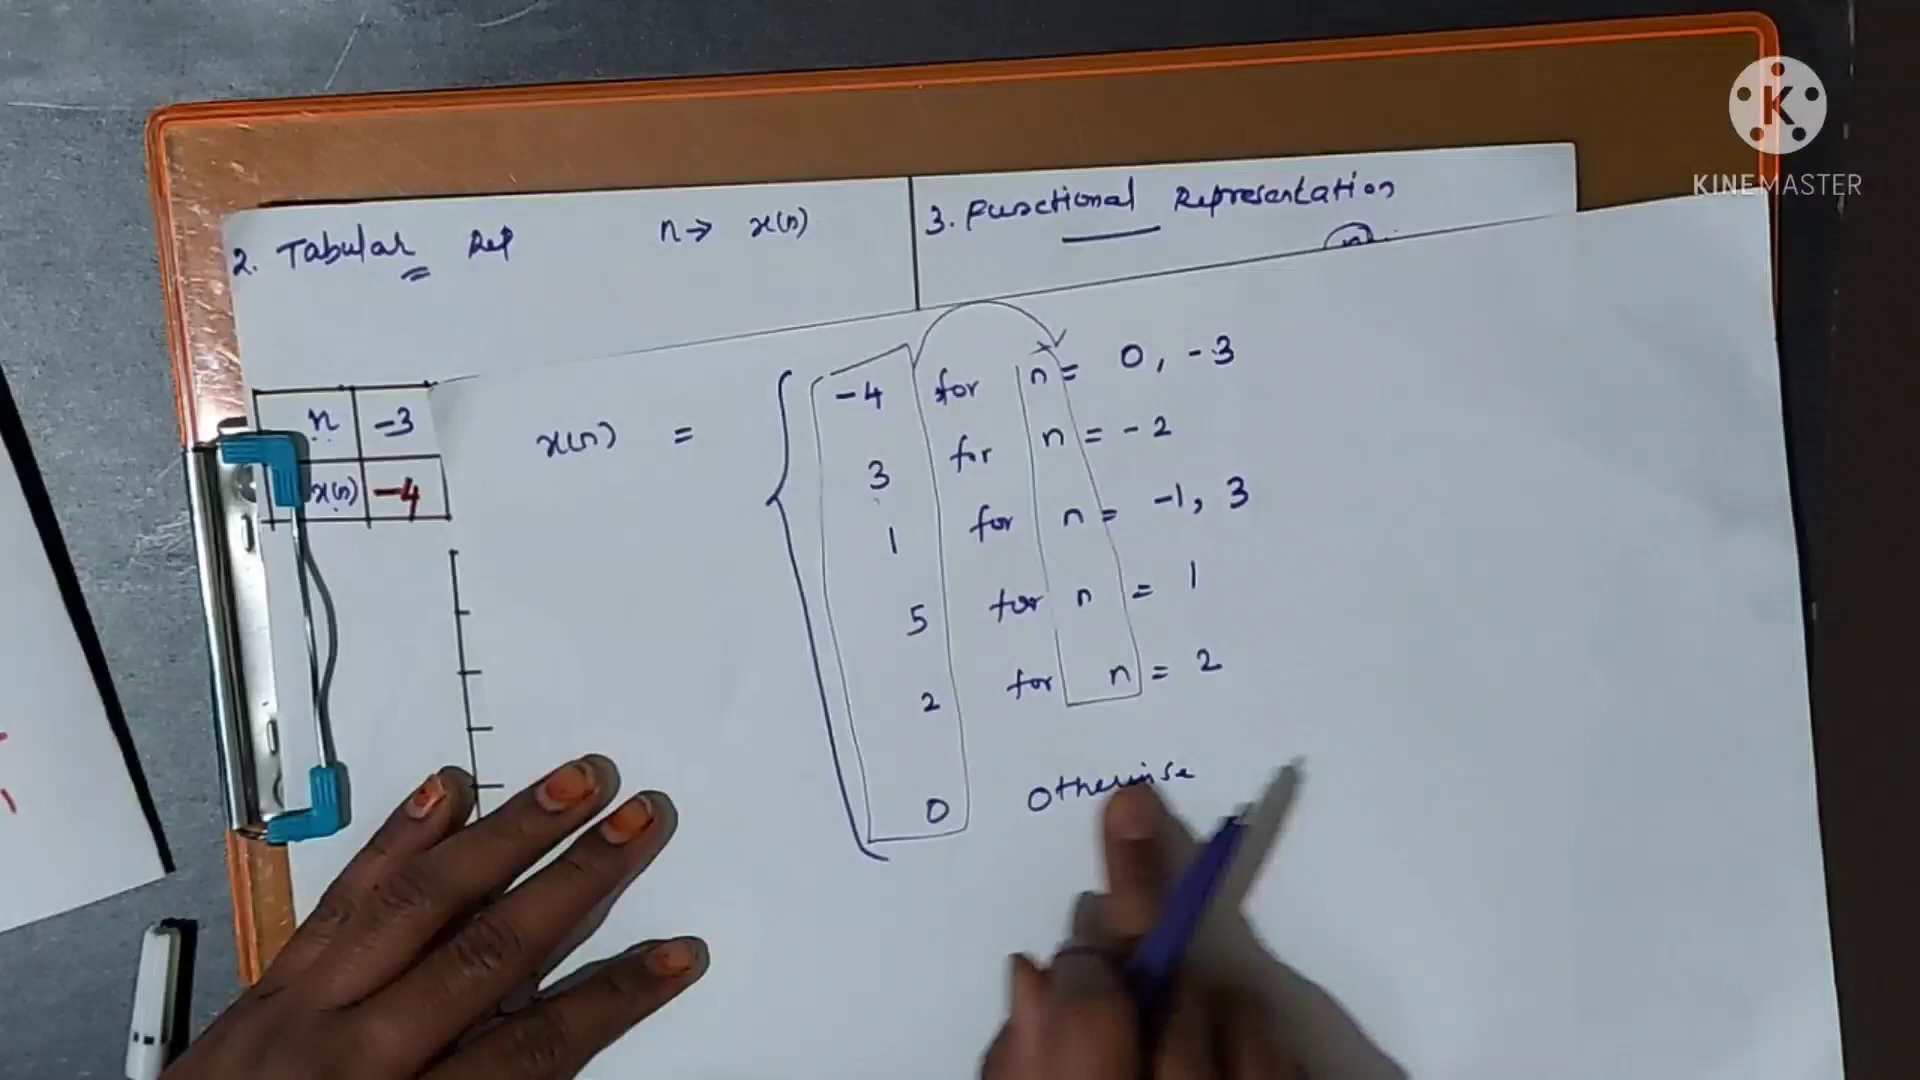 2. Tabular Rep n→ x(n)
3. Functional Representation
n -3
x(n) -4
x(n) = { -4 for n = 0, -3
3 for n = -2
1 for n = -1, 3
5 for n = 1
2 for n = 2
0 Otherwise
K
KINEMASTER